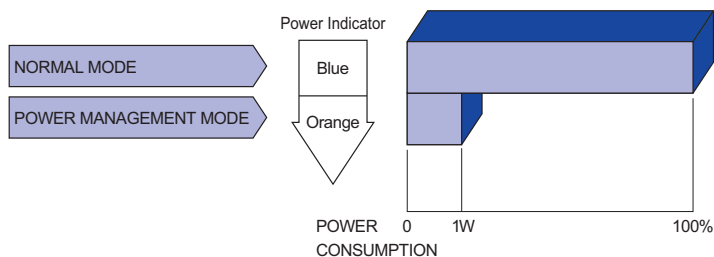 Power Indicator
NORMAL MODE
Blue
POWER MANAGEMENT MODE
Orange
POWER CONSUMPTION
0
1W
100%